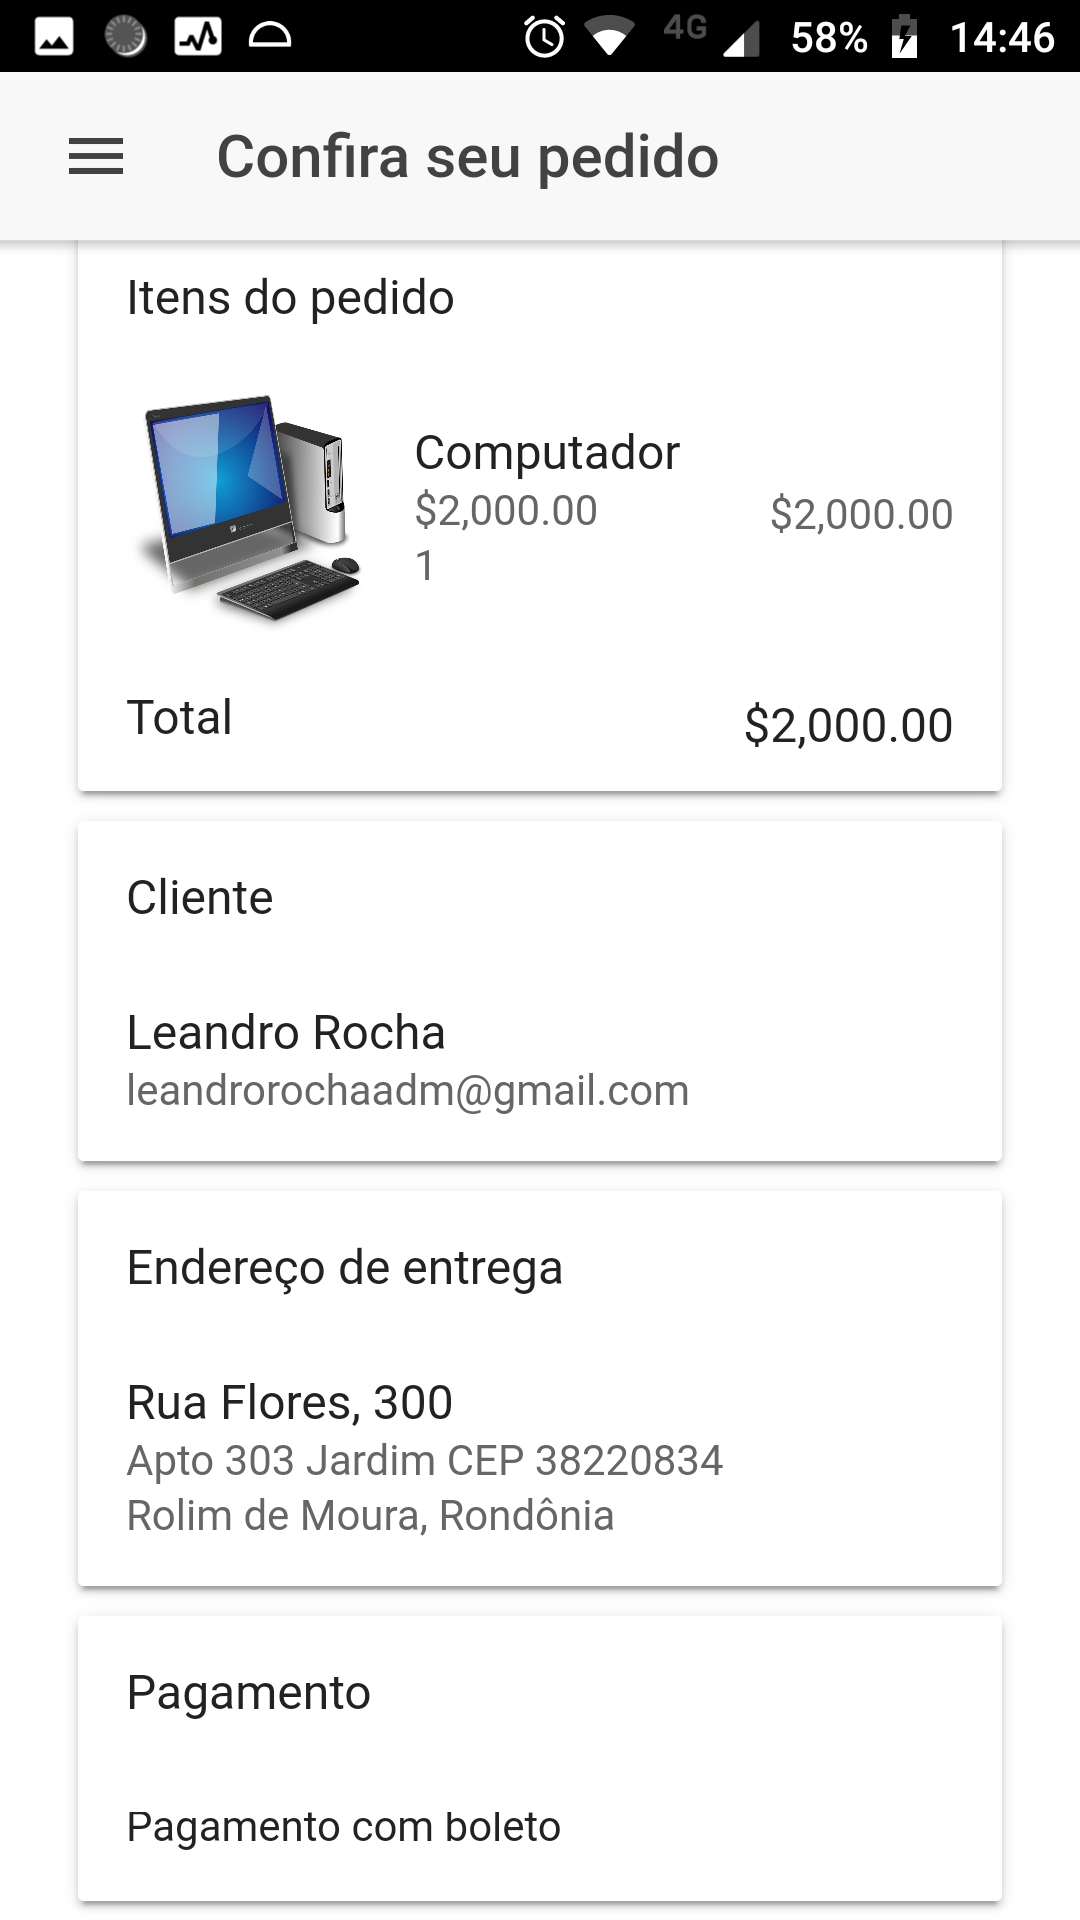 4G 58% 14:46
Confira seu pedido
Itens do pedido
Computador
$2,000.00 $2,000.00
1
Total $2,000.00
Cliente
Leandro Rocha
leandrorochaadm@gmail.com
Endereço de entrega
Rua Flores, 300
Apto 303 Jardim CEP 38220834
Rolim de Moura, Rondônia
Pagamento
Pagamento com boleto